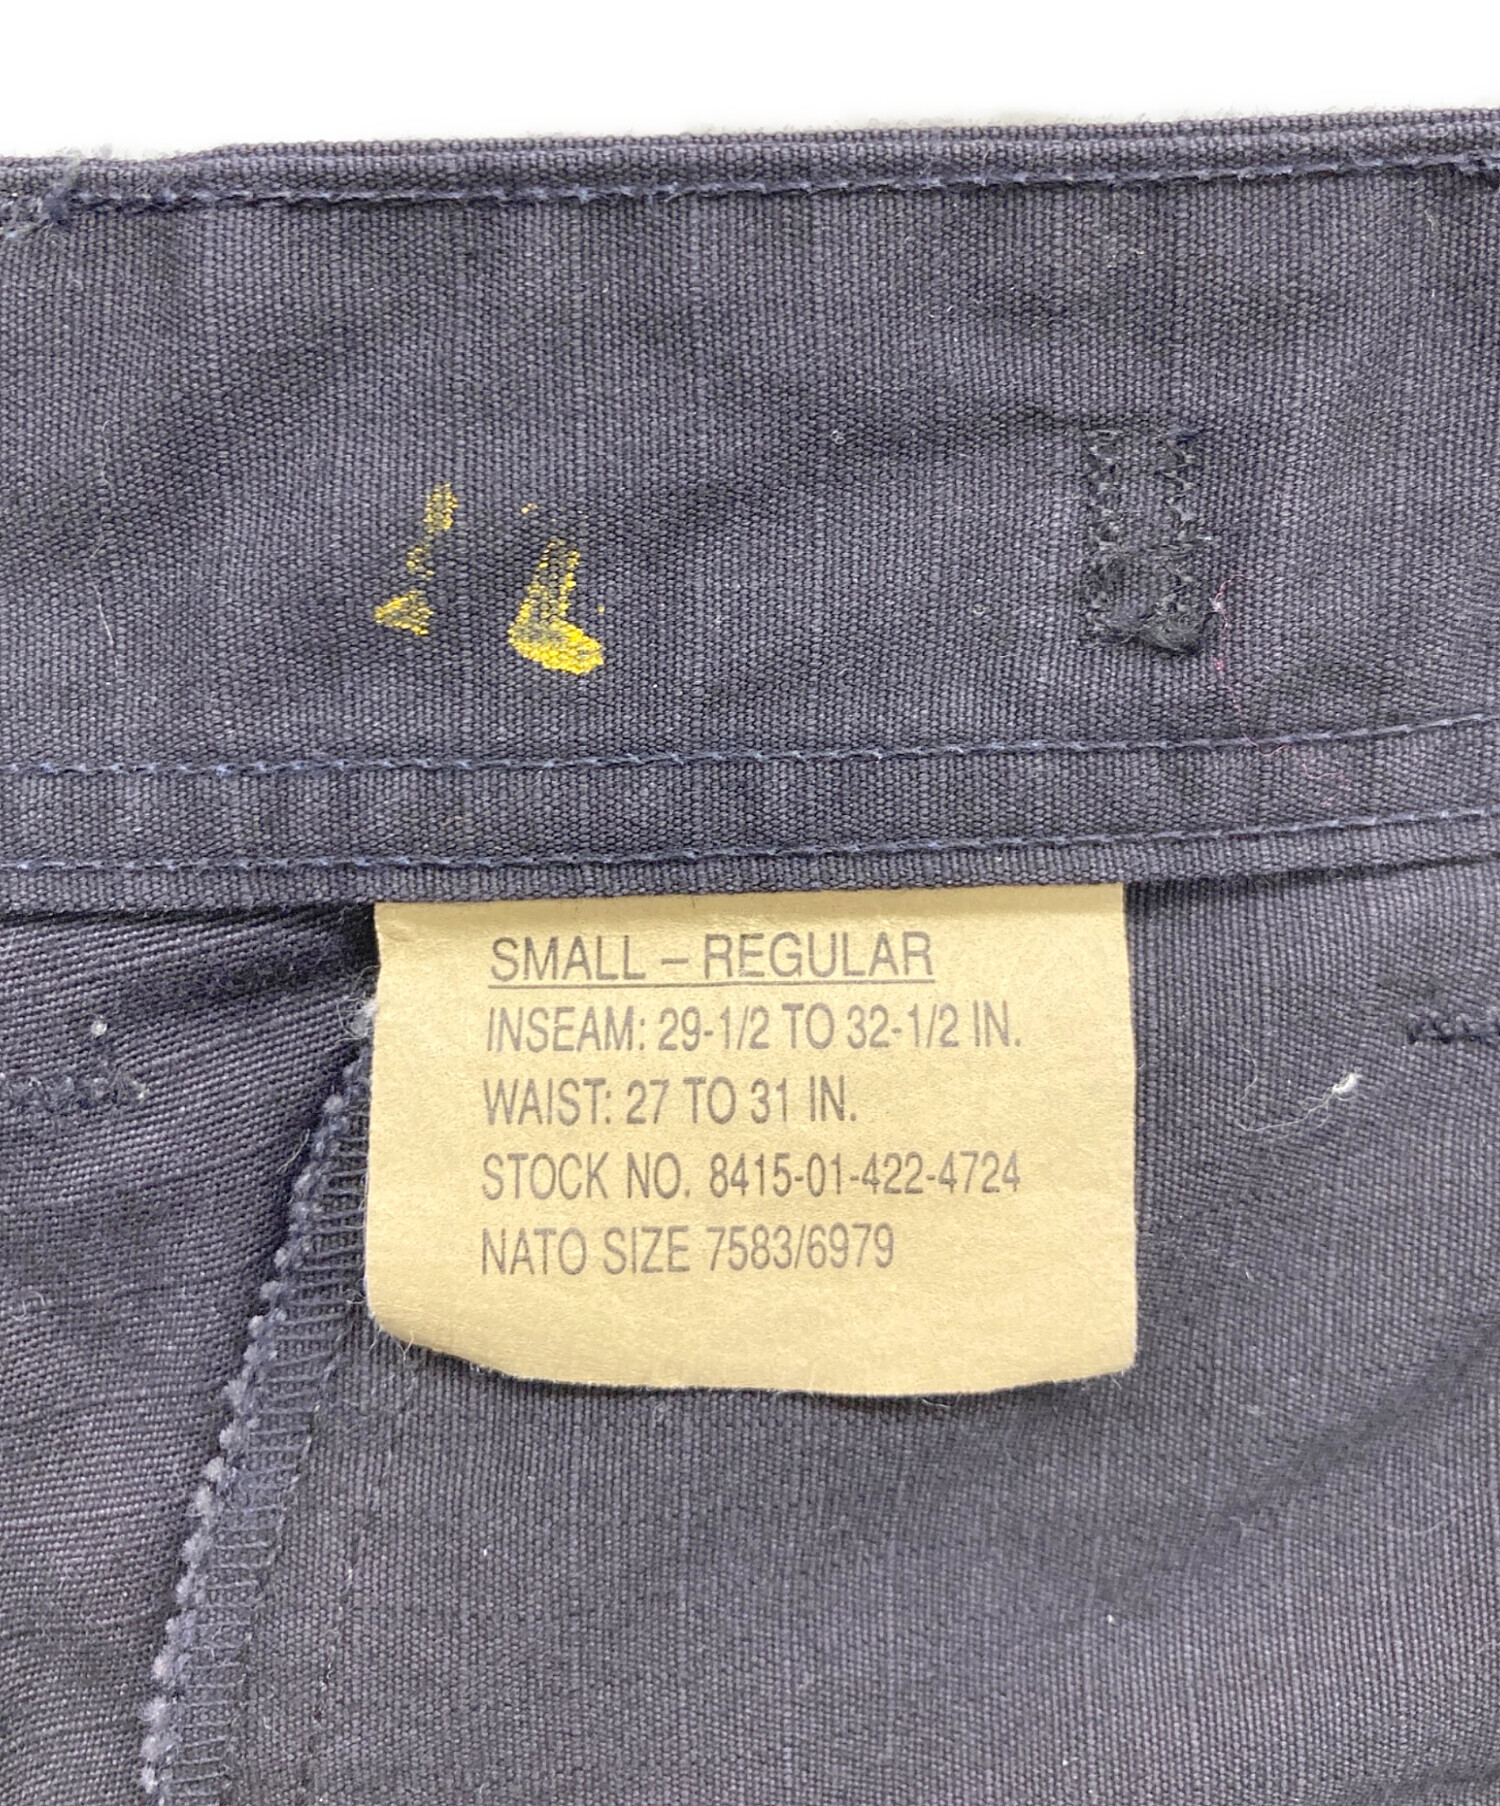 SMALL – REGULAR
INSEAM: 29-1/2 TO 32-1/2 IN.
WAIST: 27 TO 31 IN.
STOCK NO. 8415-01-422-4724
NATO SIZE 7583/6979